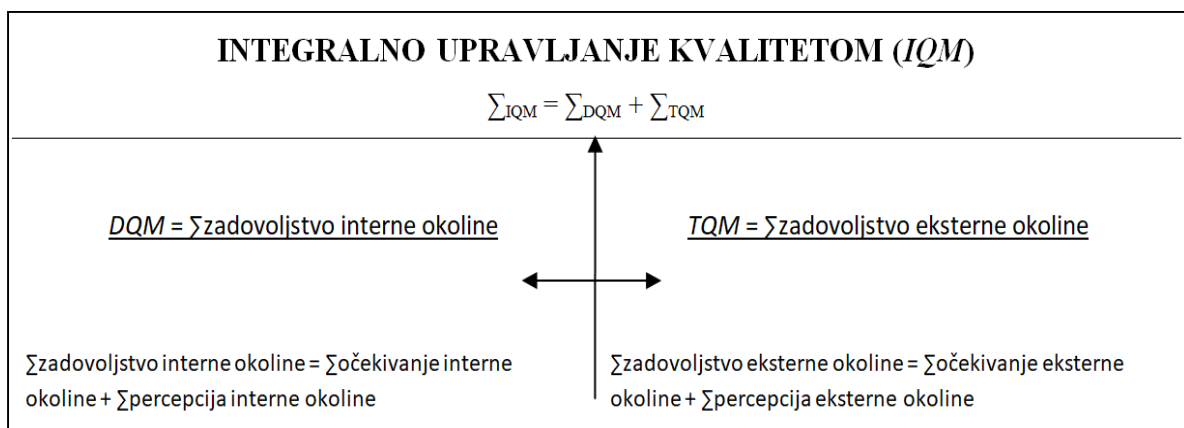 INTEGRALNO UPRAVLJANJE KVALITETOM (IQM)
∑IQM = ∑DQM + ∑TQM
DQM = ∑zadovoljstvo interne okoline
TQM = ∑zadovoljstvo eksterne okoline
∑zadovoljstvo interne okoline = ∑očekivanje interne
okoline + ∑percepcija interne okoline
∑zadovoljstvo eksterne okoline = ∑očekivanje eksterne
okoline + ∑percepcija eksterne okoline